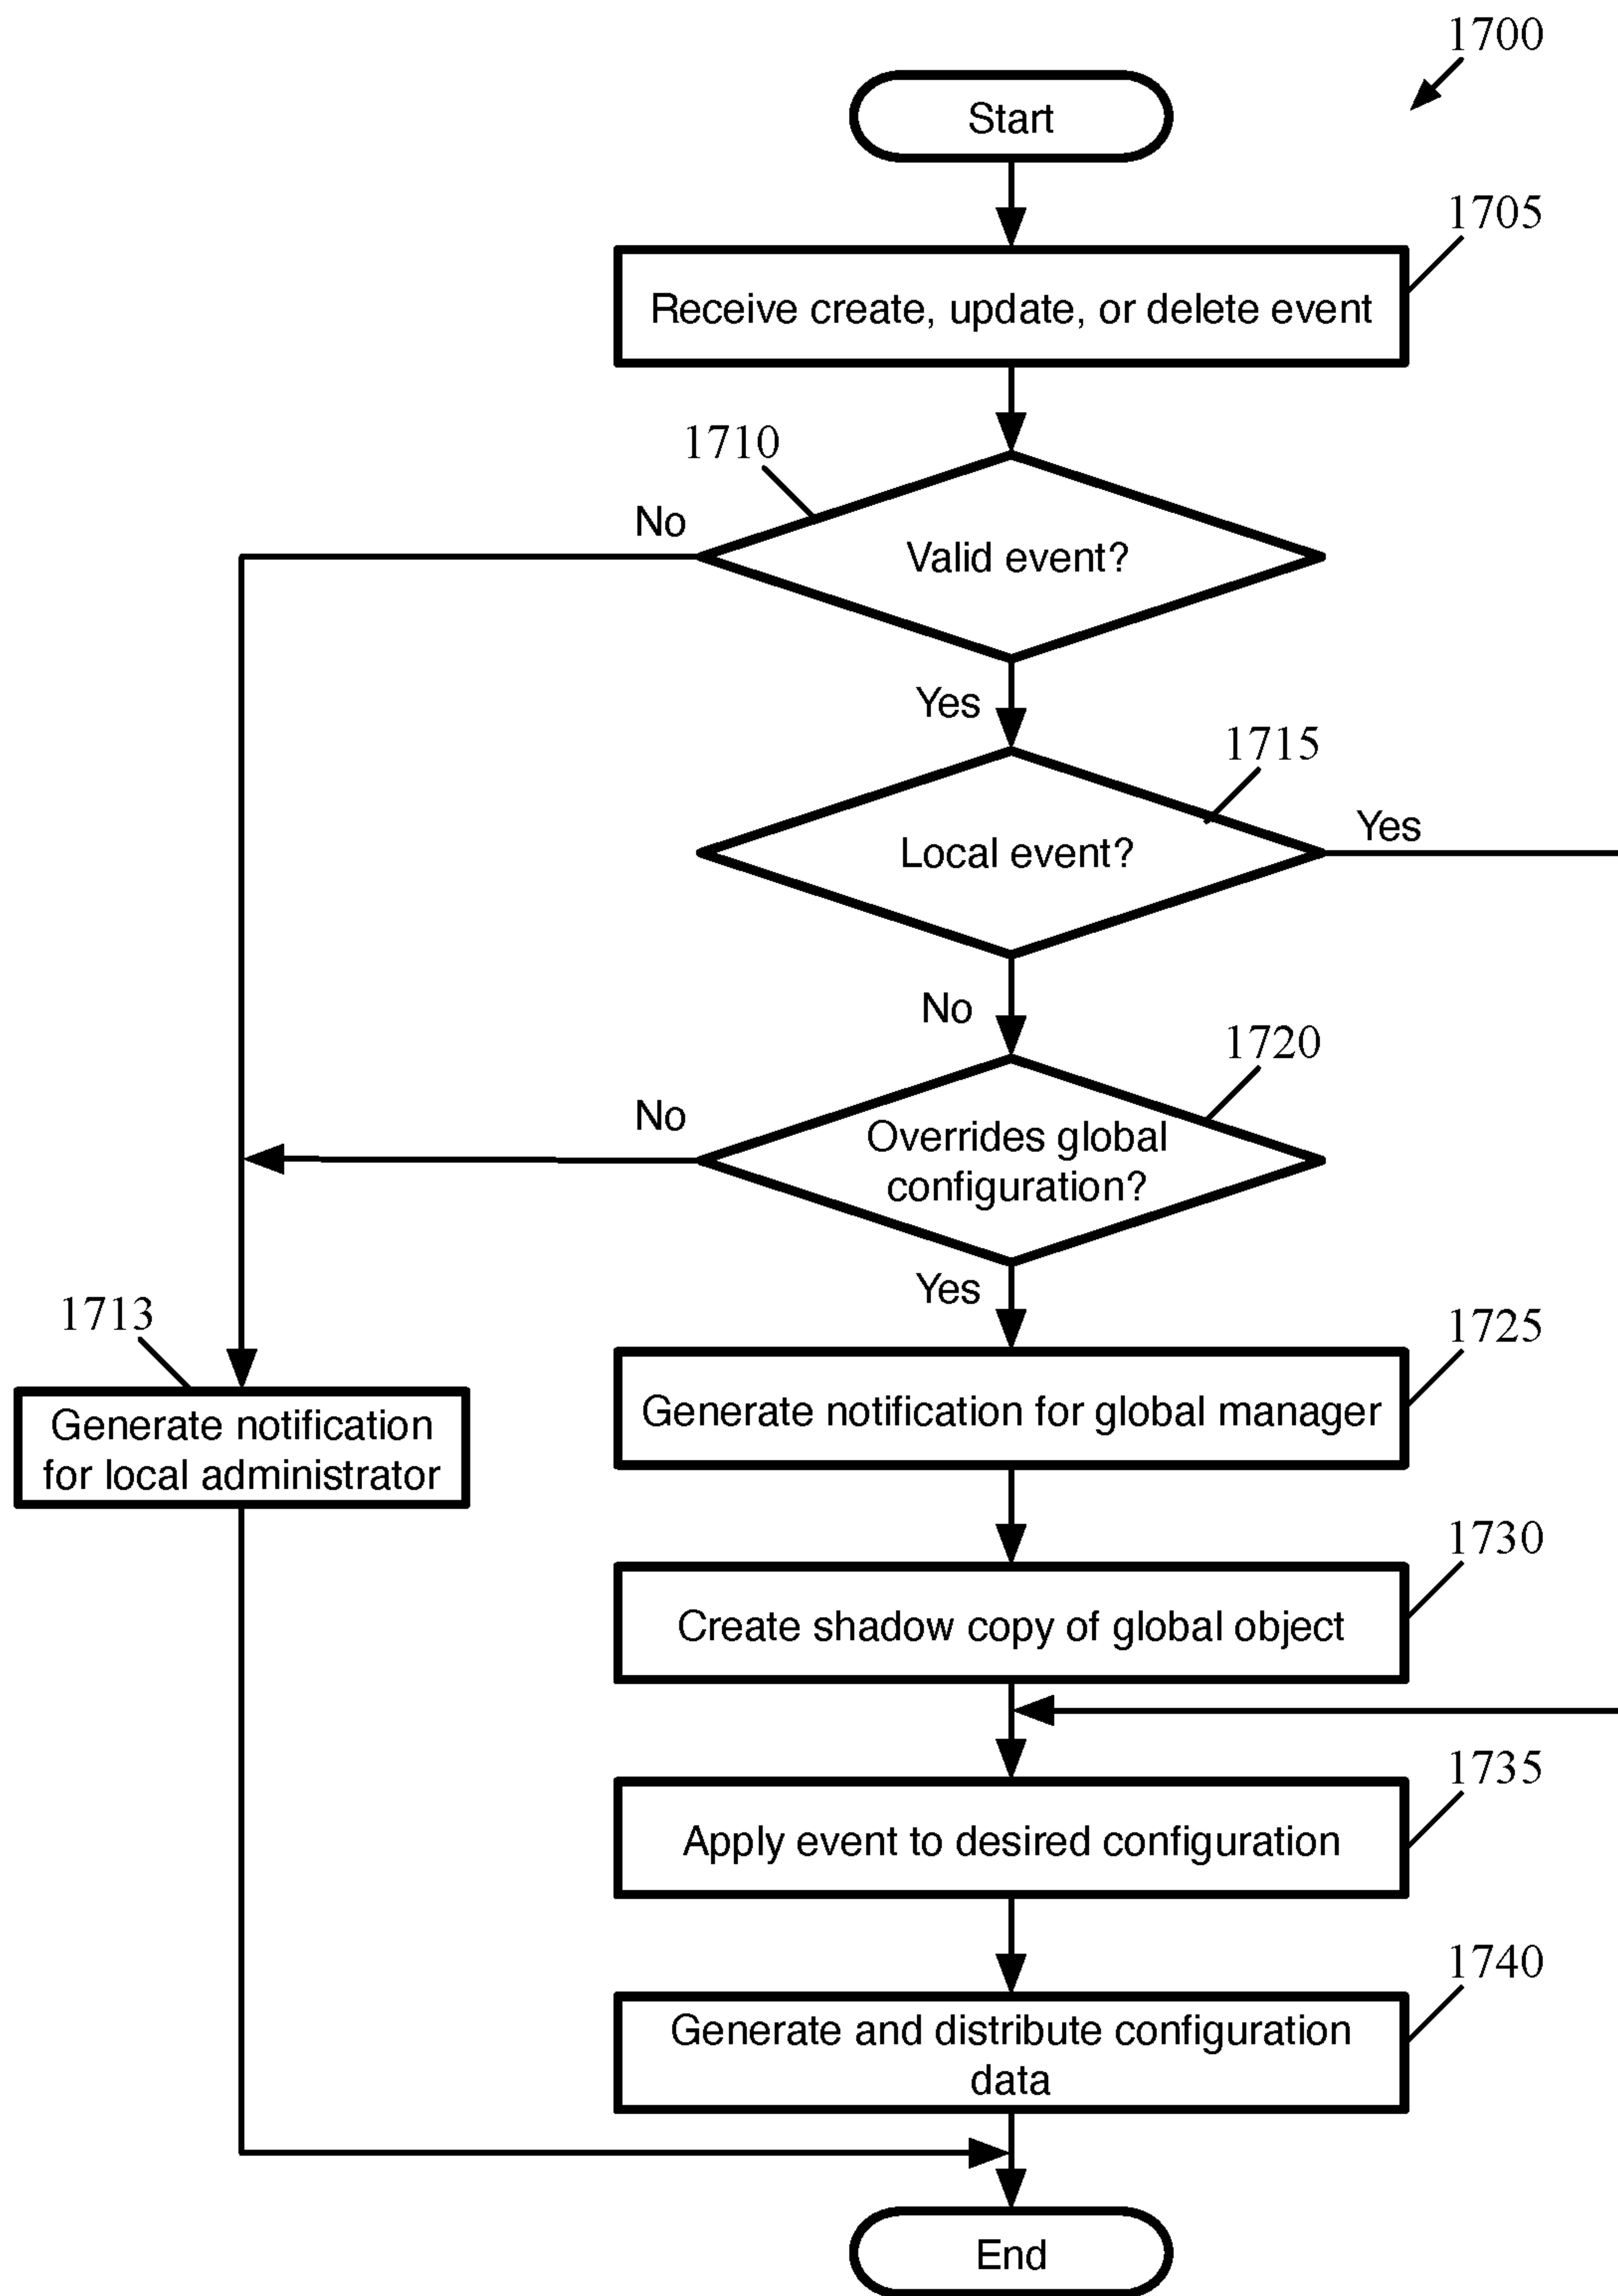 1700
Start
1705
Receive create, update, or delete event
1710
No
Valid event?
Yes
1715
Yes
Local event?
No
1720
No
Overrides global
configuration?
Yes
1713
1725
Generate notification
for local administrator
Generate notification for global manager
1730
Create shadow copy of global object
1735
Apply event to desired configuration
1740
Generate and distribute configuration
data
End